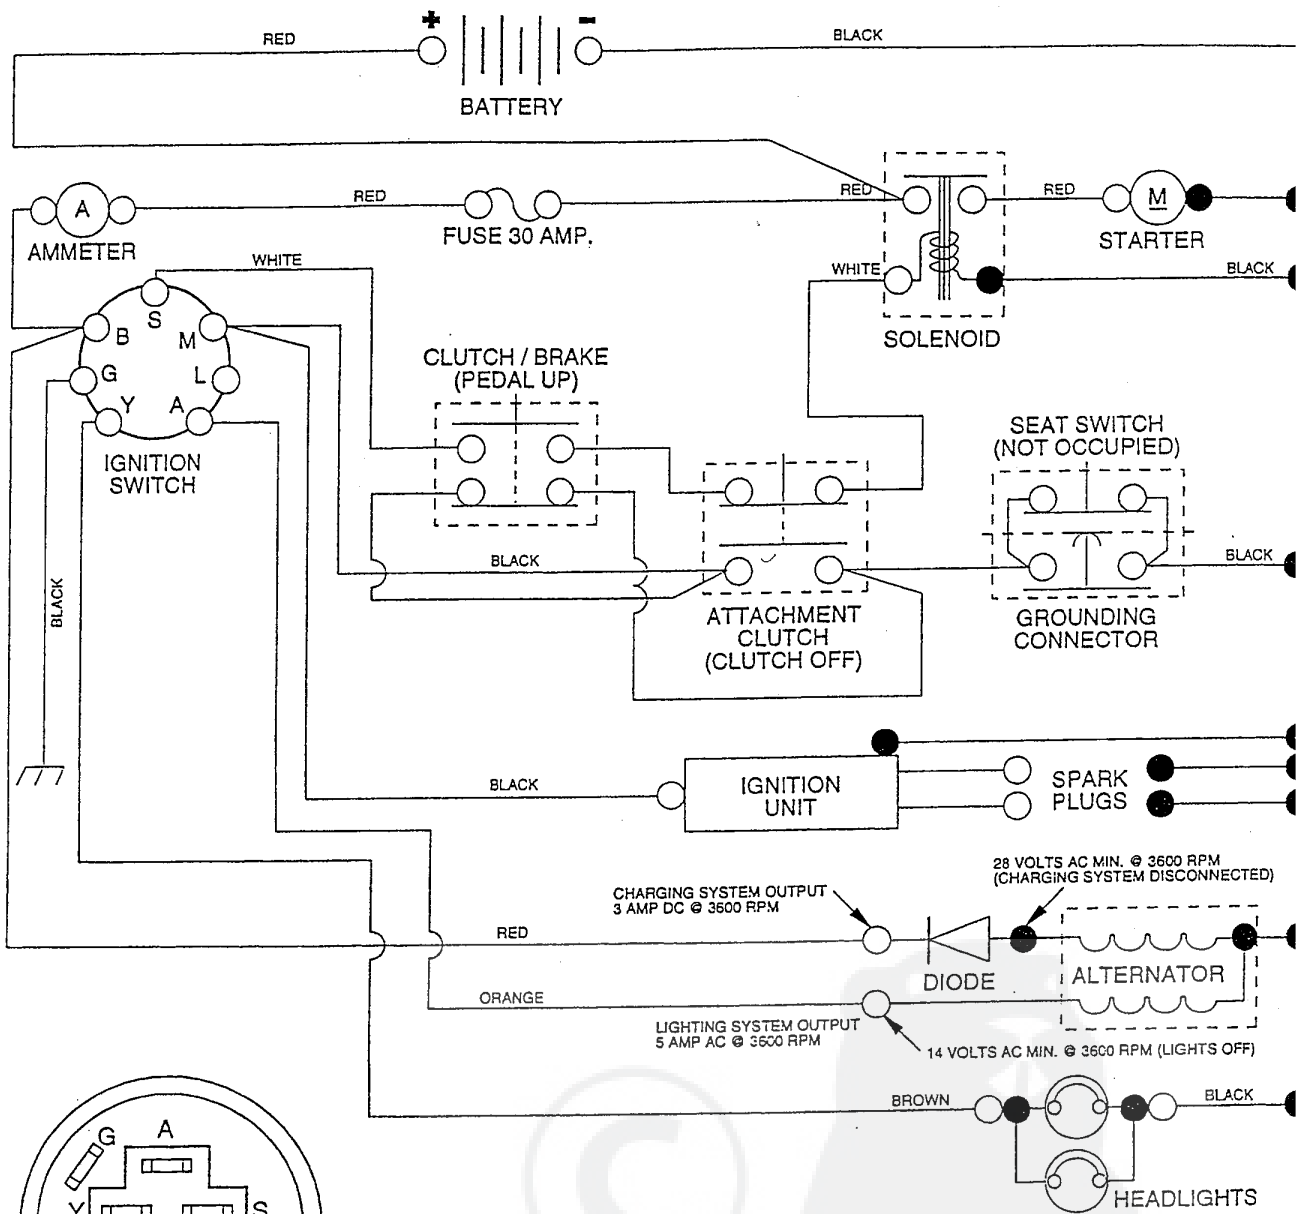 + -
RED
BLACK
BATTERY
A
RED
RED
RED
M
AMMETER
FUSE 30 AMP.
STARTER
WHITE
WHITE
BLACK
SOLENOID
S
B
M
G
L
Y
A
IGNITION
SWITCH
CLUTCH / BRAKE
(PEDAL UP)
SEAT SWITCH
(NOT OCCUPIED)
BLACK
BLACK
BLACK
ATTACHMENT
CLUTCH
(CLUTCH OFF)
GROUNDING
CONNECTOR
BLACK
IGNITION
UNIT
SPARK
PLUGS
28 VOLTS AC MIN. @ 3600 RPM
(CHARGING SYSTEM DISCONNECTED)
CHARGING SYSTEM OUTPUT
3 AMP DC @ 3600 RPM
RED
DIODE
ALTERNATOR
ORANGE
LIGHTING SYSTEM OUTPUT
5 AMP AC @ 3600 RPM
14 VOLTS AC MIN. @ 3600 RPM (LIGHTS OFF)
BROWN
BLACK
HEADLIGHTS
G
A
Y
S
©